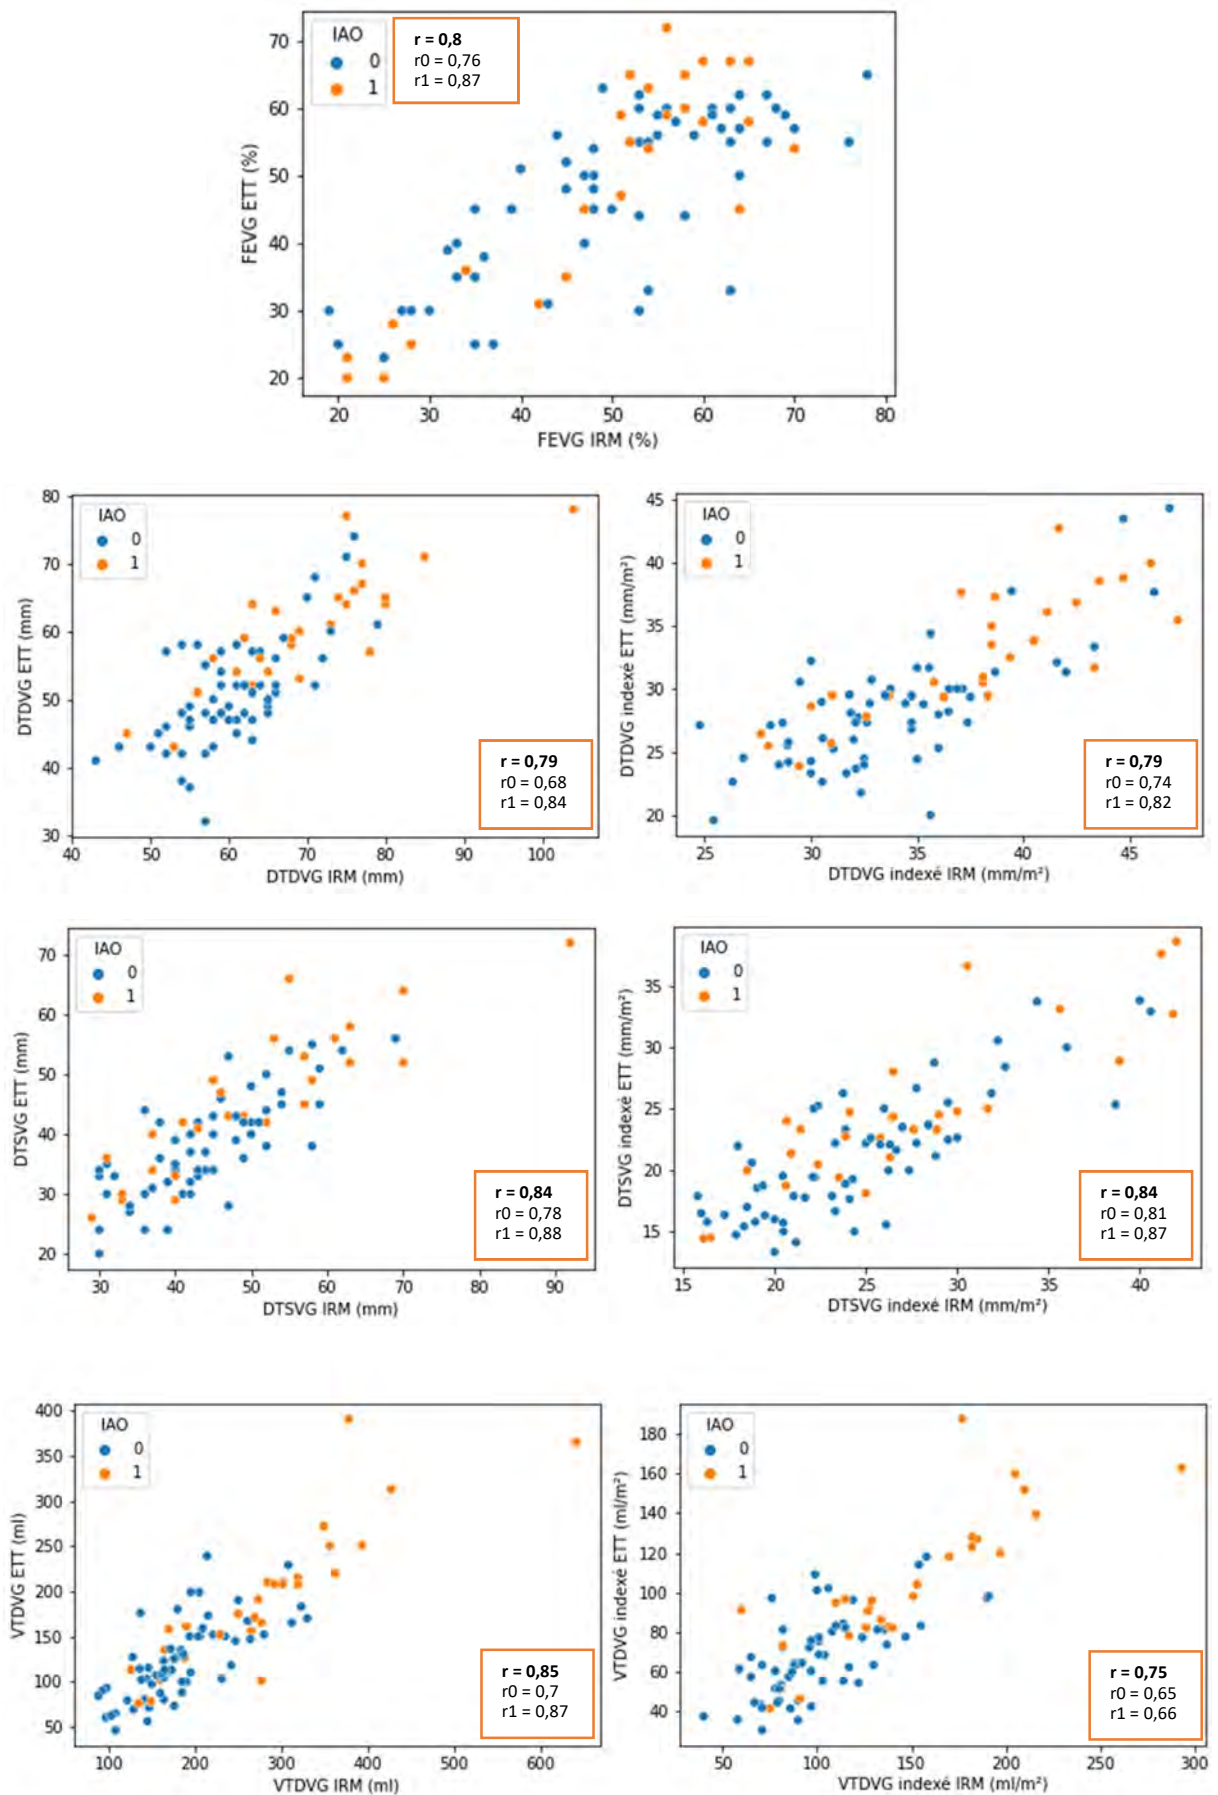 IAO
0
1
r = 0,8
r0 = 0,76
r1 = 0,87
70
60
50
40
30
20
FEVG ETT (%)
20 30 40 50 60 70 80
FEVG IRM (%)
IAO
0
1
80
70
60
50
40
30
DTDVG ETT (mm)
r = 0,79
r0 = 0,68
r1 = 0,84
40 50 60 70 80 90 100
DTDVG IRM (mm)
IAO
0
1
45
40
35
30
25
20
DTDVG indexé ETT (mm/m²)
r = 0,79
r0 = 0,74
r1 = 0,82
25 30 35 40 45
DTDVG indexé IRM (mm/m²)
IAO
0
1
70
60
50
40
30
20
DTSVG ETT (mm)
r = 0,84
r0 = 0,78
r1 = 0,88
30 40 50 60 70 80 90
DTSVG IRM (mm)
IAO
0
1
35
30
25
20
15
DTSVG indexé ETT (mm/m²)
r = 0,84
r0 = 0,81
r1 = 0,87
15 20 25 30 35 40
DTSVG indexé IRM (mm/m²)
IAO
0
1
400
350
300
250
200
150
100
50
VTDVG ETT (ml)
r = 0,85
r0 = 0,7
r1 = 0,87
100 200 300 400 500 600
VTDVG IRM (ml)
IAO
0
1
180
160
140
120
100
80
60
40
VTDVG indexé ETT (ml/m²)
r = 0,75
r0 = 0,65
r1 = 0,66
50 100 150 200 250 300
VTDVG indexé IRM (ml/m²)